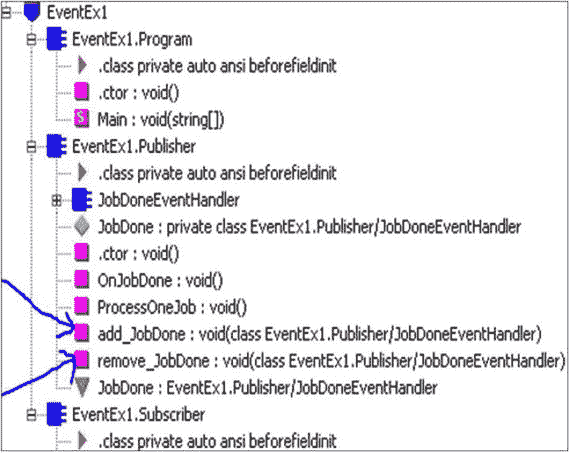 EventEx1
EventEx1.Program
.class private auto ansi beforefieldinit
.ctor : void()
S Main : void(string[])
EventEx1.Publisher
.class private auto ansi beforefieldinit
JobDoneEventHandler
JobDone : private class EventEx1.Publisher/JobDoneEventHandler
.ctor : void()
OnJobDone : void()
ProcessOneJob : void()
add_JobDone : void(class EventEx1.Publisher/JobDoneEventHandler)
remove_JobDone : void(class EventEx1.Publisher/JobDoneEventHandler)
JobDone : EventEx1.Publisher/JobDoneEventHandler
EventEx1.Subscriber
.class private auto ansi beforefieldinit